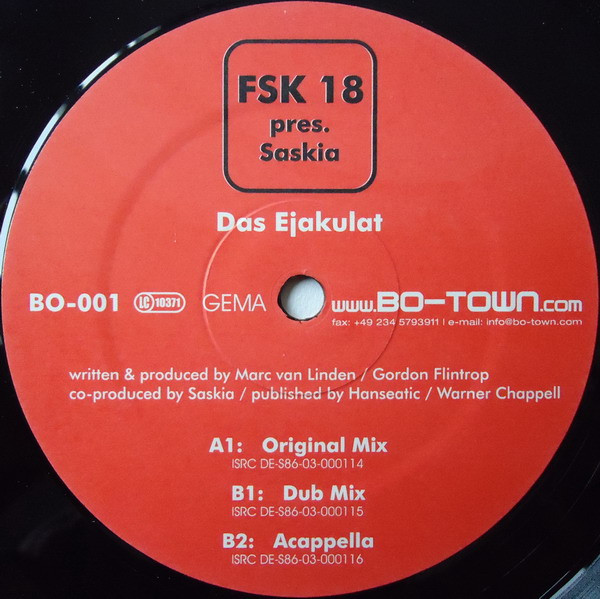 FSK 18
pres.
Saskia
Das Ejakulat
BO-001 LC 10371 GEMA www.BO-TOWN.com
fax: +49 234 5793911 | e-mail: info@bo-town.com
written & produced by Marc van Linden / Gordon Flintrop
co-produced by Saskia / published by Hanseatic / Warner Chappell
A1: Original Mix
ISRC DE-S86-03-000114
B1: Dub Mix
ISRC DE-S86-03-000115
B2: Acappella
ISRC DE-S86-03-000116